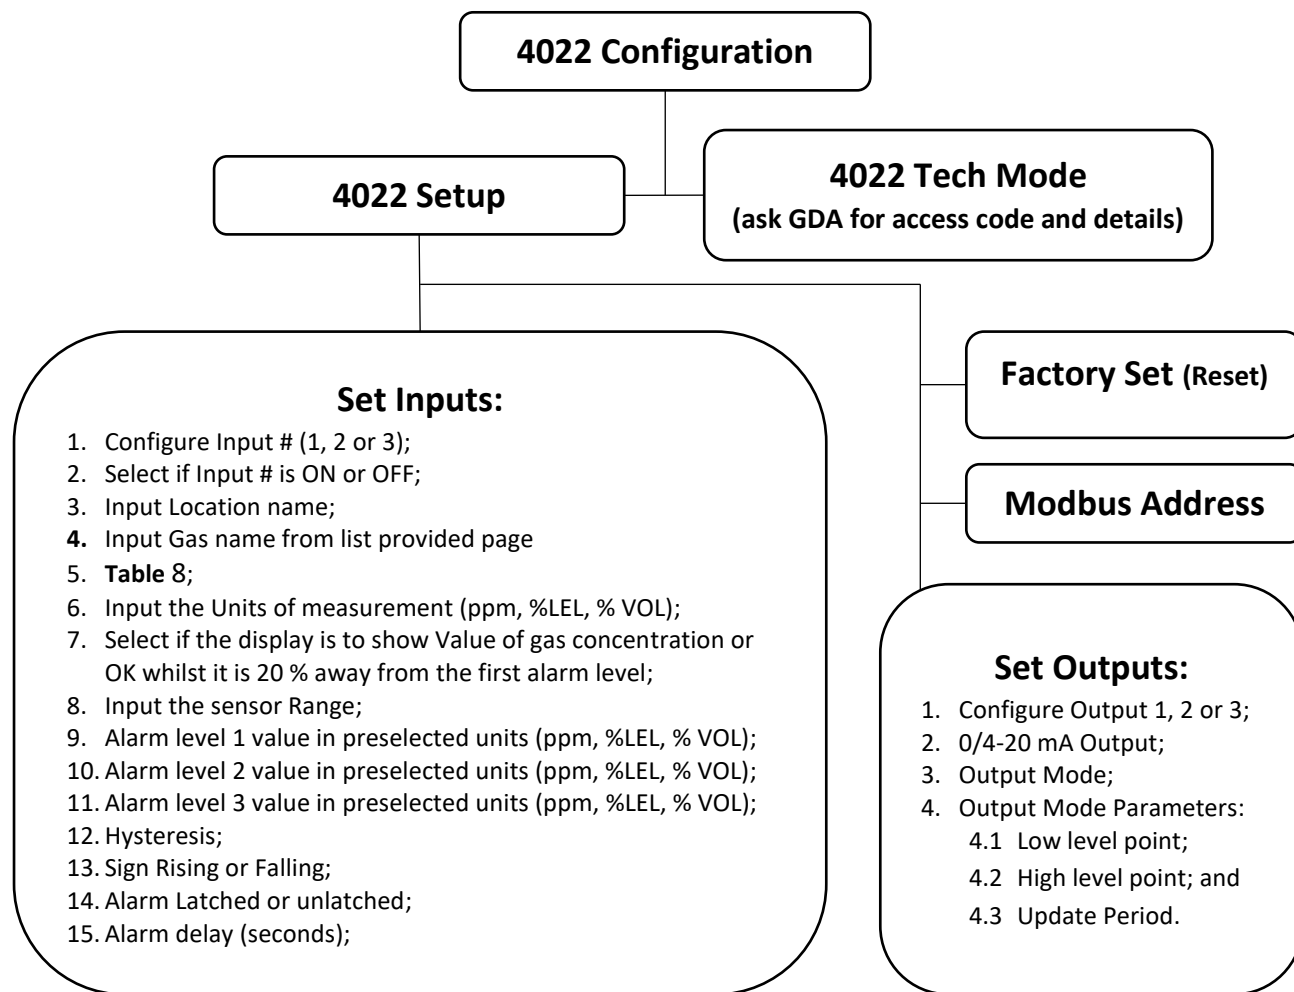 4022 Configuration
4022 Setup
4022 Tech Mode
(ask GDA for access code and details)
Set Inputs:
1. Configure Input # (1, 2 or 3);
2. Select if Input # is ON or OFF;
3. Input Location name;
4. Input Gas name from list provided page
5. Table 8;
6. Input the Units of measurement (ppm, %LEL, % VOL);
7. Select if the display is to show Value of gas concentration or
OK whilst it is 20 % away from the first alarm level;
8. Input the sensor Range;
9. Alarm level 1 value in preselected units (ppm, %LEL, % VOL);
10. Alarm level 2 value in preselected units (ppm, %LEL, % VOL);
11. Alarm level 3 value in preselected units (ppm, %LEL, % VOL);
12. Hysteresis;
13. Sign Rising or Falling;
14. Alarm Latched or unlatched;
15. Alarm delay (seconds);
Factory Set (Reset)
Modbus Address
Set Outputs:
1. Configure Output 1, 2 or 3;
2. 0/4-20 mA Output;
3. Output Mode;
4. Output Mode Parameters:
4.1 Low level point;
4.2 High level point; and
4.3 Update Period.